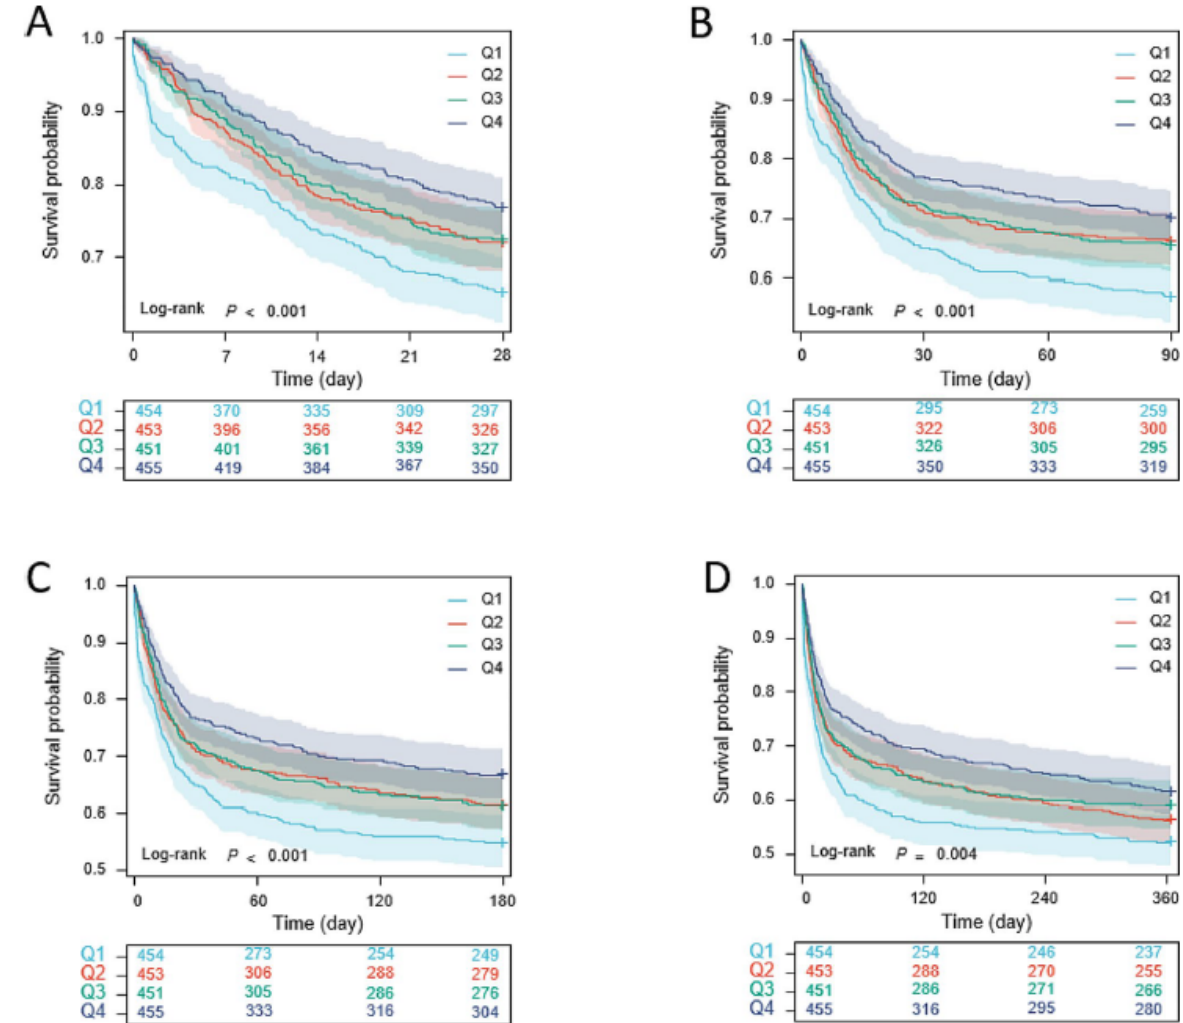 A
Survival probability
1.0
0.9
0.8
0.7
Q1
Q2
Q3
Q4
Log-rank P < 0.001
0 7 14 21 28
Time (day)
Q1 454 370 335 309 297
Q2 453 396 356 342 326
Q3 451 401 361 339 327
Q4 455 419 384 367 350
B
Survival probability
1.0
0.9
0.8
0.7
0.6
Q1
Q2
Q3
Q4
Log-rank P < 0.001
0 30 60 90
Time (day)
Q1 454 295 273 259
Q2 453 322 306 300
Q3 451 326 305 295
Q4 455 350 333 319
C
Survival probability
1.0
0.9
0.8
0.7
0.6
0.5
Q1
Q2
Q3
Q4
Log-rank P < 0.001
0 60 120 180
Time (day)
Q1 454 273 254 249
Q2 453 306 288 279
Q3 451 305 286 276
Q4 455 333 316 304
D
Survival probability
1.0
0.9
0.8
0.7
0.6
0.5
Q1
Q2
Q3
Q4
Log-rank P = 0.004
0 120 240 360
Time (day)
Q1 454 254 246 237
Q2 453 288 270 255
Q3 451 286 271 266
Q4 455 316 295 280